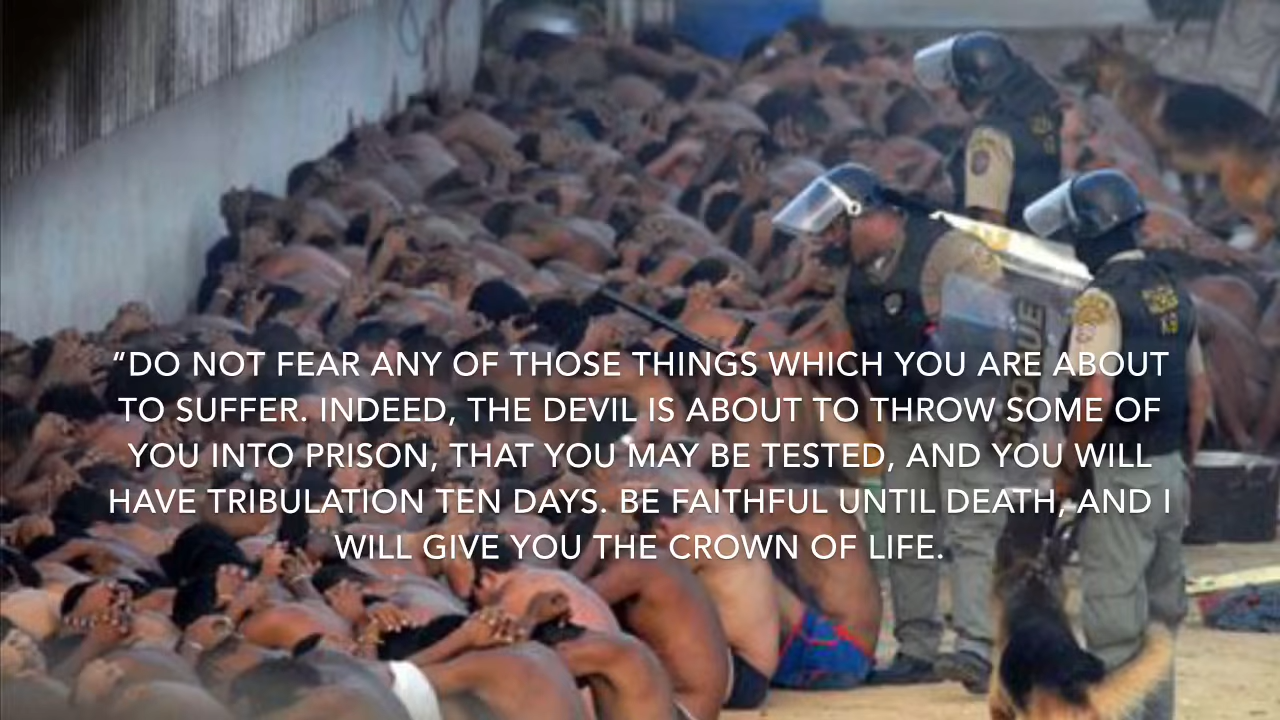 “DO NOT FEAR ANY OF THOSE THINGS WHICH YOU ARE ABOUT
TO SUFFER. INDEED, THE DEVIL IS ABOUT TO THROW SOME OF
YOU INTO PRISON, THAT YOU MAY BE TESTED, AND YOU WILL
HAVE TRIBULATION TEN DAYS. BE FAITHFUL UNTIL DEATH, AND I
WILL GIVE YOU THE CROWN OF LIFE.